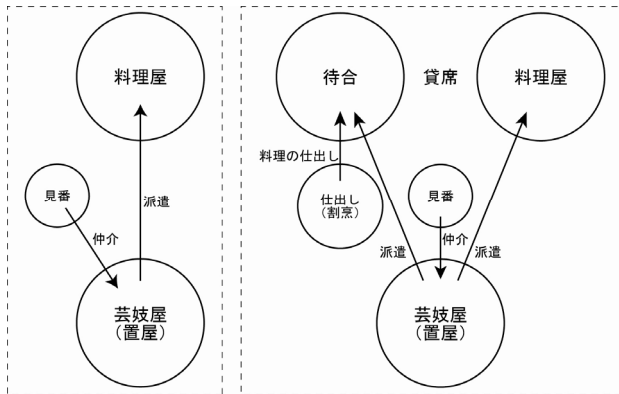 料理屋
見番
派遣
仲介
芸妓屋
(置屋)
待合
貸席
料理屋
料理の仕出し
仕出し
(割烹)
見番
仲介
派遣
派遣
芸妓屋
(置屋)